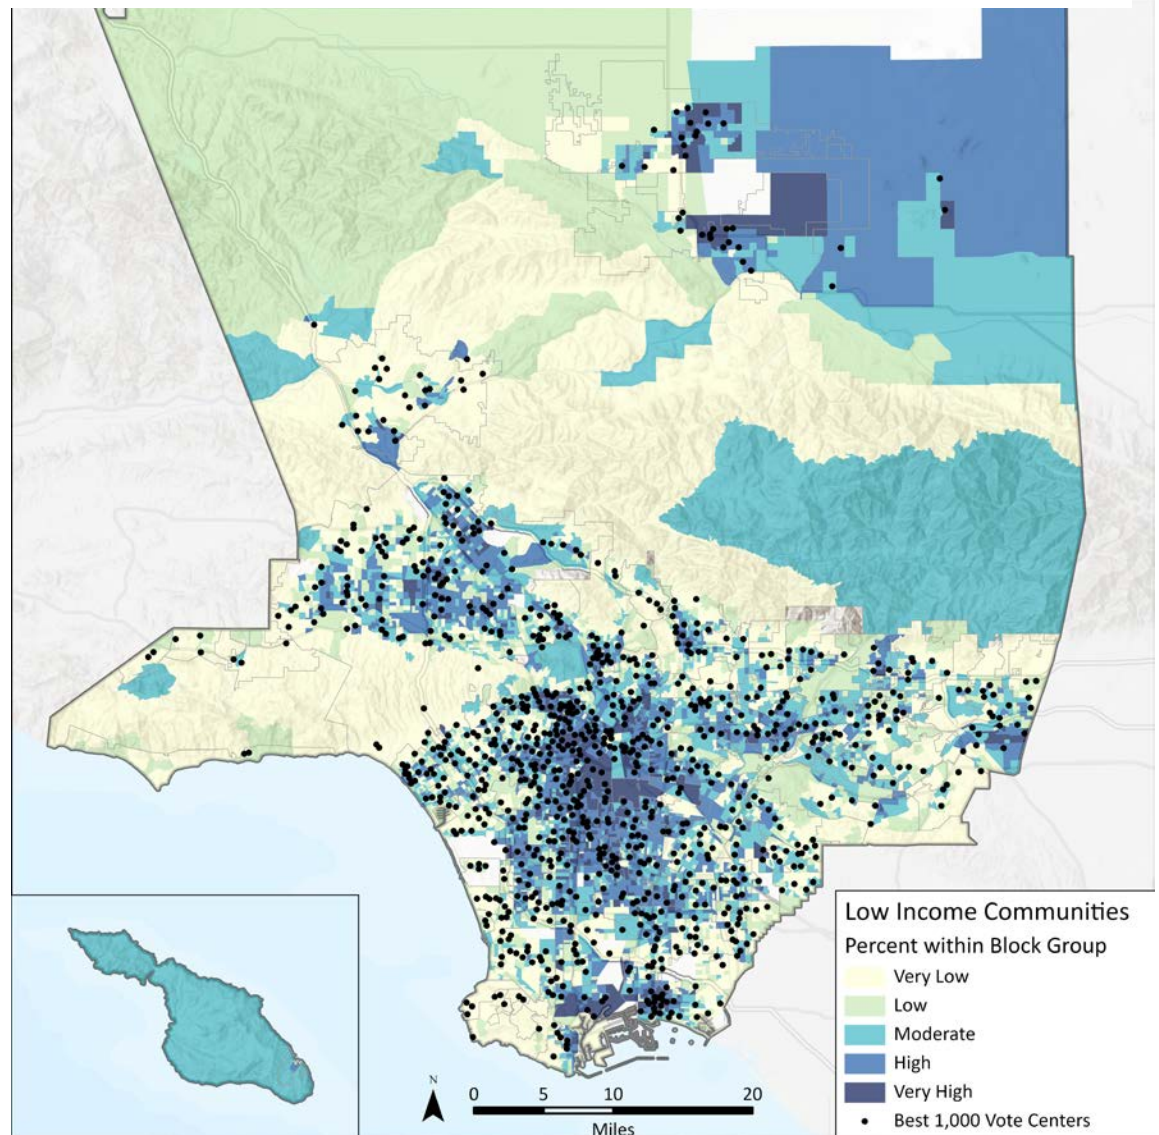 Low Income Communities
Percent within Block Group
Very Low
Low
Moderate
High
Very High
Best 1,000 Vote Centers
N
0 5 10 20
Miles